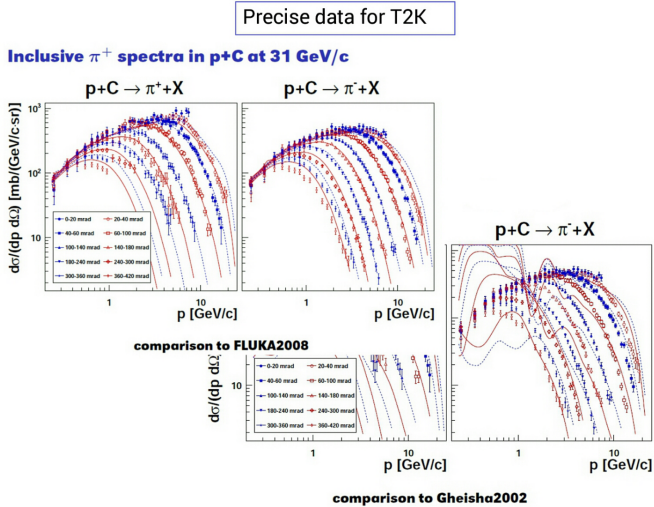 Precise data for T2K
Inclusive π⁺ spectra in p+C at 31 GeV/c
p+C → π⁺+X
p+C → π⁻+X
dσ/(dp dΩ) [mb/(GeV/c·sr)]
10³
10²
10
0-20 mrad
20-40 mrad
40-60 mrad
60-100 mrad
100-140 mrad
140-180 mrad
180-240 mrad
240-300 mrad
300-360 mrad
360-420 mrad
1
10
p [GeV/c]
1
10
p [GeV/c]
comparison to FLUKA2008
p+C → π⁻+X
dσ/(dp dΩ)
10
0-20 mrad
20-40 mrad
40-60 mrad
60-100 mrad
100-140 mrad
140-180 mrad
180-240 mrad
240-300 mrad
300-360 mrad
360-420 mrad
1
10
p [GeV/c]
1
10
p [GeV/c]
comparison to Gheisha2002